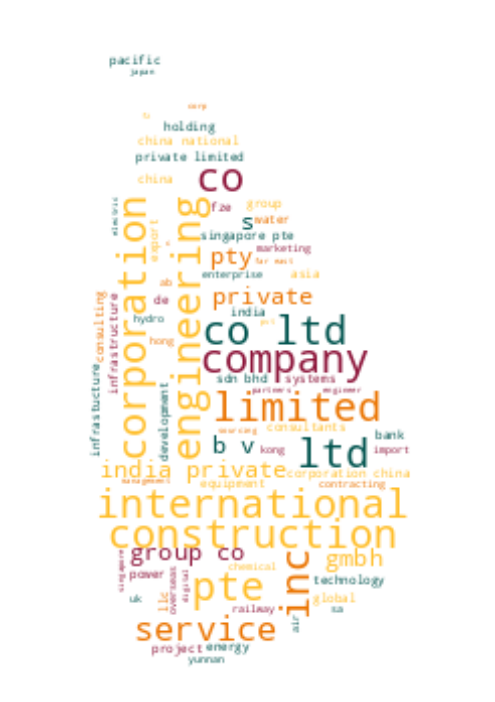 pacific
japan
corp
holding
china national
private limited
china
co
electric
fze
group
corporation
engineering
export
s
water
singapore pte
marketing
pty
far east
enterprise
asia
ab
de
private
consulting
infrastructure
hydro
india
co ltd
hong
company
infrastucture
development
sdn bhd
systems
partners
engineer
limited
sourcing
consultants
b v
kong
ltd
bank
import
india private
corporation china
management
equipment
contracting
international
construction
group co
singapore
power
overseas
digital
chemical
gmbh
inc
pte
technology
uk
llc
railway
global
sa
air
service
project
energy
yunnan